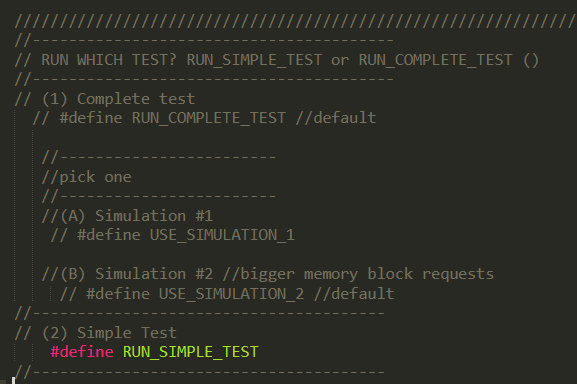 ////////////////////////////////////////////////////////////////
//----------------------------------------
// RUN WHICH TEST? RUN_SIMPLE_TEST or RUN_COMPLETE_TEST ()
//----------------------------------------
// (1) Complete test
// #define RUN_COMPLETE_TEST //default
//------------------------
//pick one
//------------------------
//(A) Simulation #1
// #define USE_SIMULATION_1
//(B) Simulation #2 //bigger memory block requests
// #define USE_SIMULATION_2 //default
//---------------------------------------
// (2) Simple Test
#define RUN_SIMPLE_TEST
//---------------------------------------